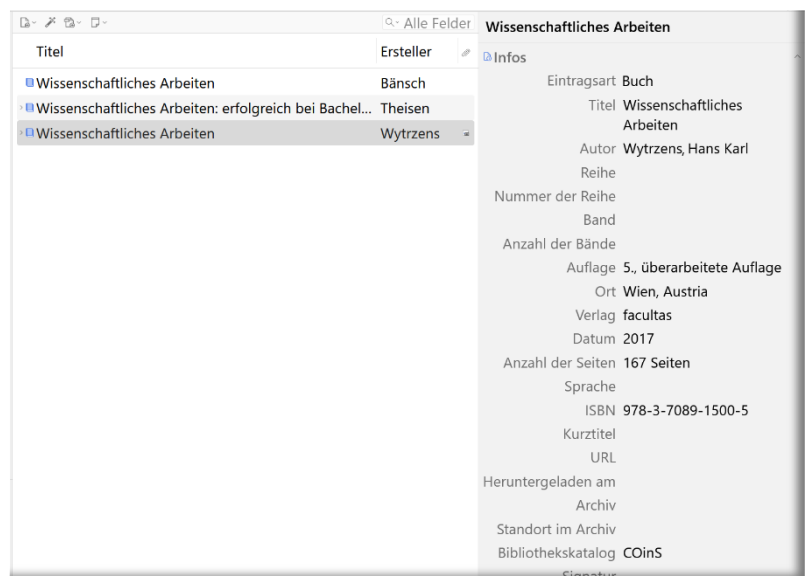 Alle Felder
Titel Ersteller
Wissenschaftliches Arbeiten Bänsch
Wissenschaftliches Arbeiten: erfolgreich bei Bachel... Theisen
Wissenschaftliches Arbeiten Wytrzens
Wissenschaftliches Arbeiten
Infos
Eintragsart Buch
Titel Wissenschaftliches
Arbeiten
Autor Wytrzens, Hans Karl
Reihe
Nummer der Reihe
Band
Anzahl der Bände
Auflage 5., überarbeitete Auflage
Ort Wien, Austria
Verlag facultas
Datum 2017
Anzahl der Seiten 167 Seiten
Sprache
ISBN 978-3-7089-1500-5
Kurztitel
URL
Heruntergeladen am
Archiv
Standort im Archiv
Bibliothekskatalog COinS
Signatur